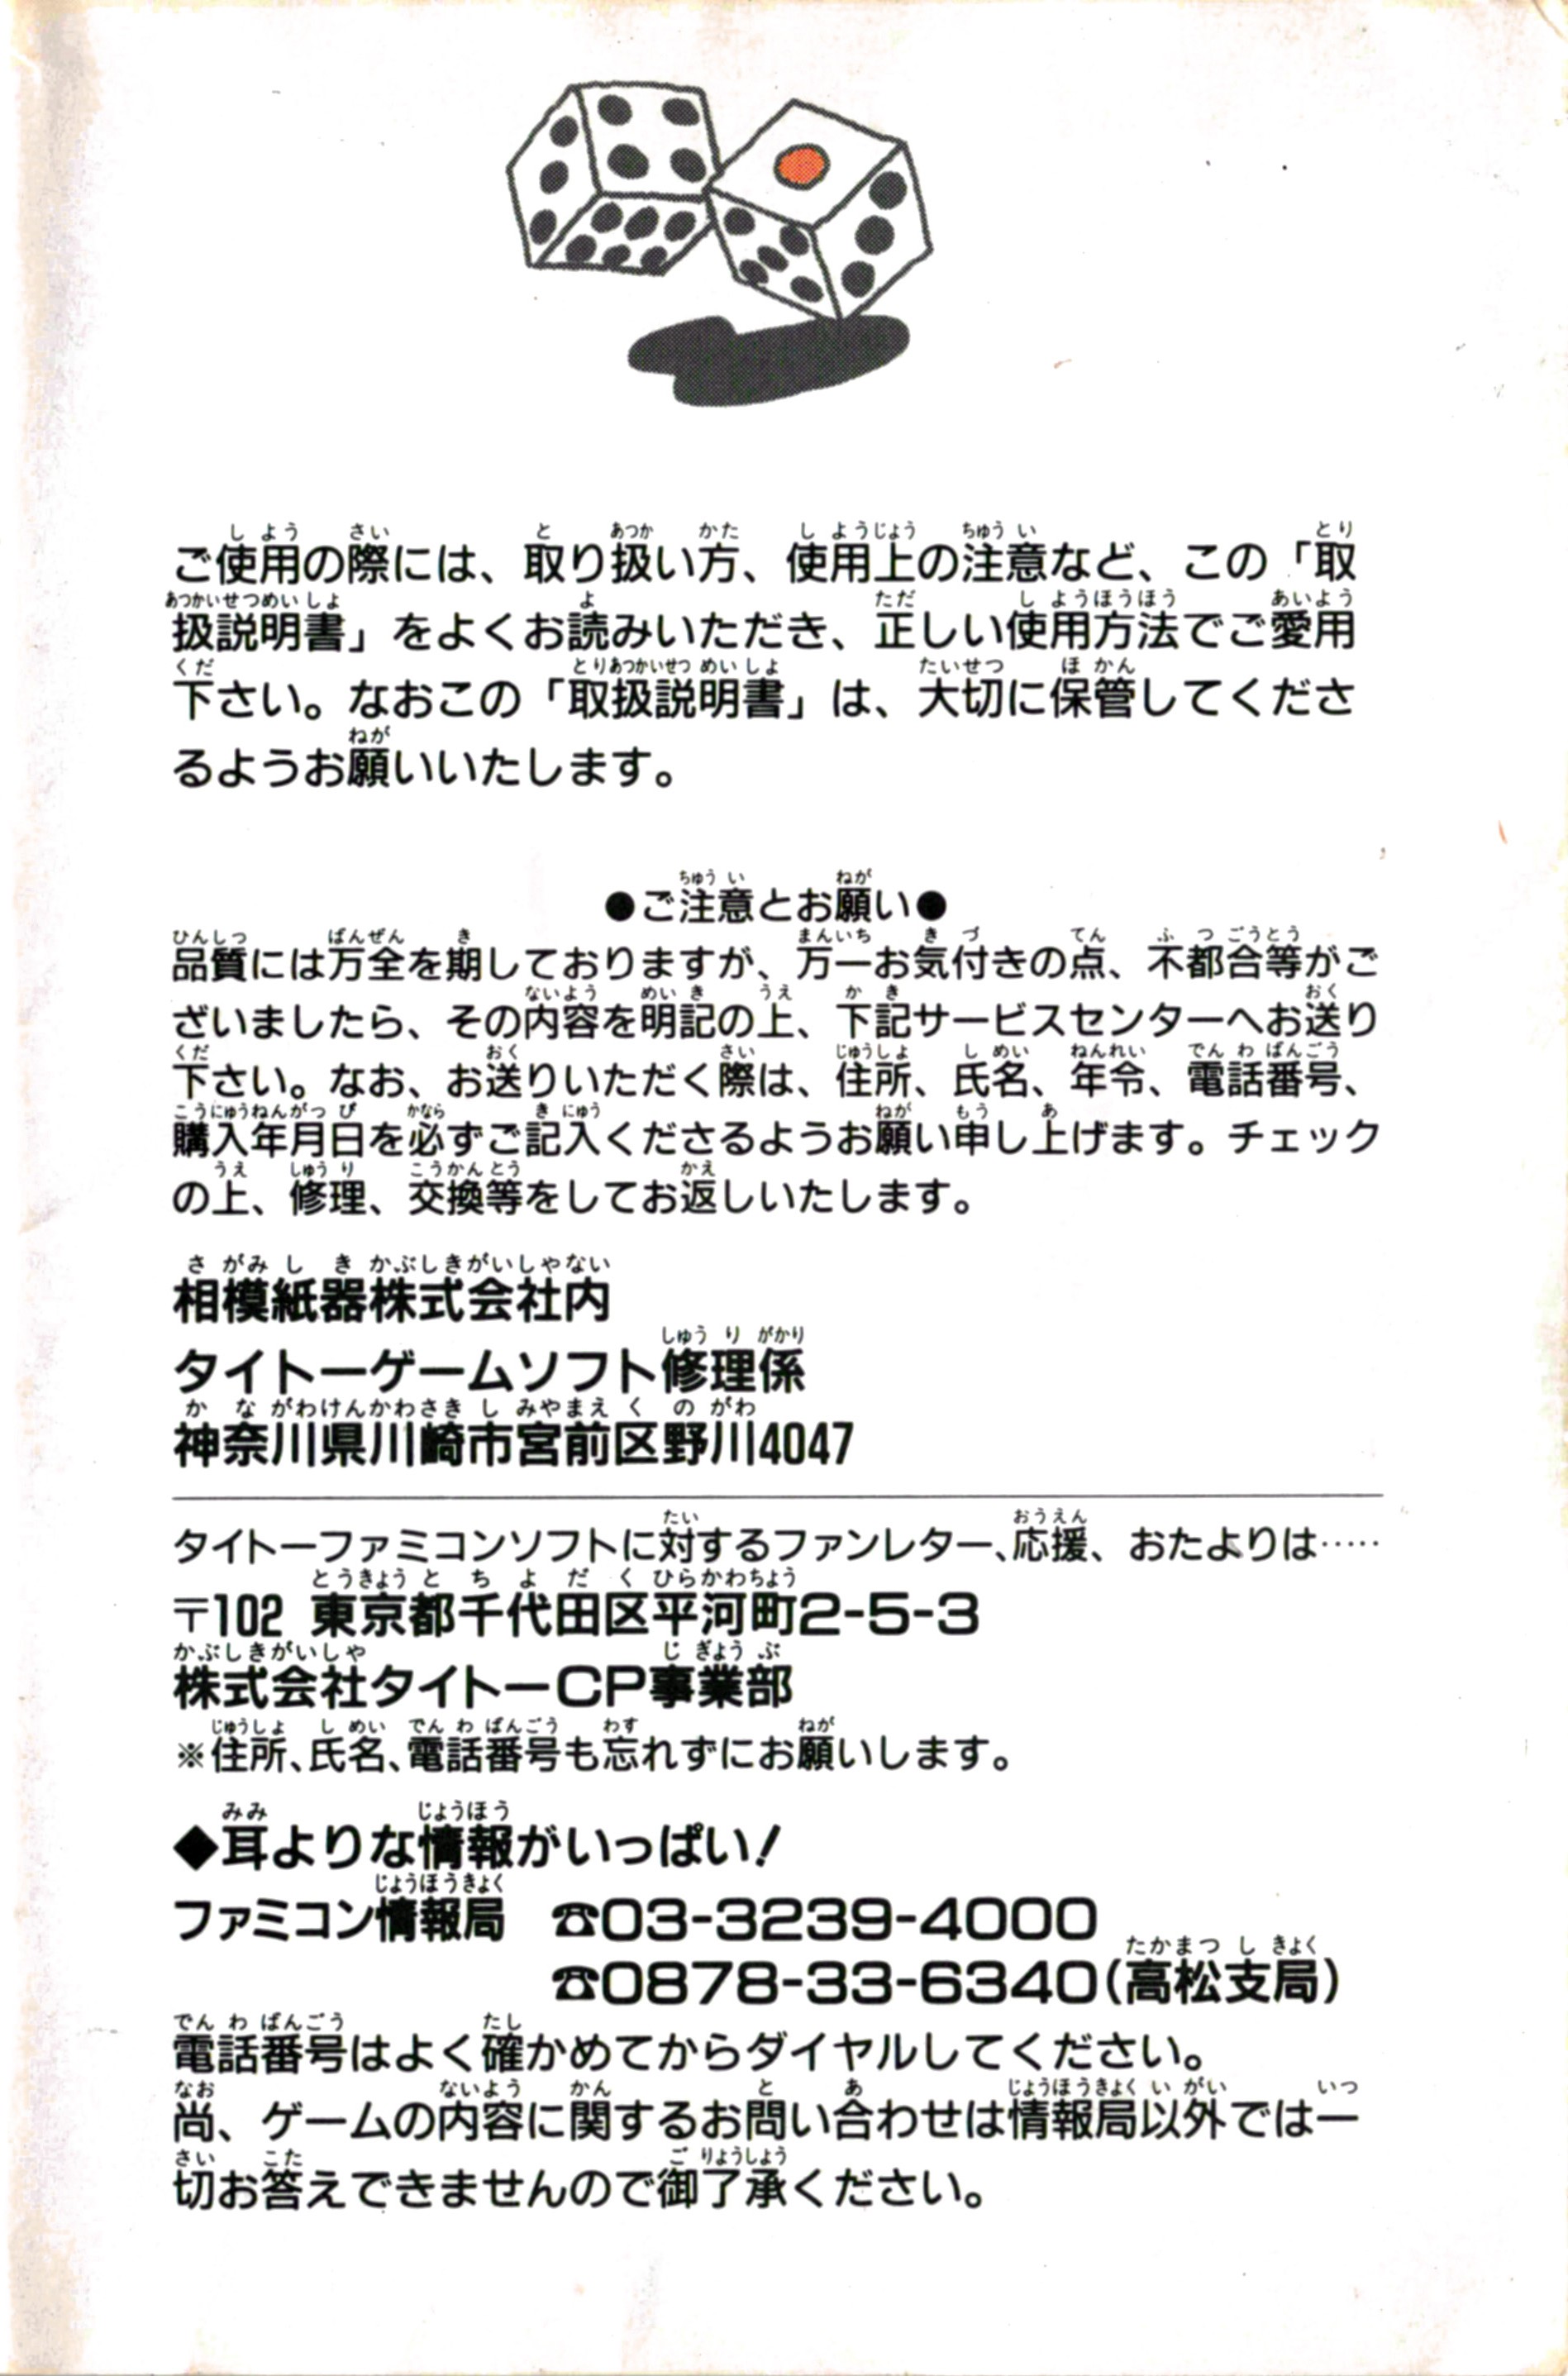 ご使用の際には、取り扱い方、使用上の注意など、この「取
扱説明書」をよくお読みいただき、正しい使用方法でご愛用
下さい。なおこの「取扱説明書」は、大切に保管してくださ
るようお願いいたします。
●ご注意とお願い●
品質には万全を期しておりますが、万一お気付きの点、不都合等がご
ざいましたら、その内容を明記の上、下記サービスセンターへお送り
下さい。なお、お送りいただく際は、住所、氏名、年令、電話番号、
購入年月日を必ずご記入くださるようお願い申し上げます。チェック
の上、修理、交換等をしてお返しいたします。
相模紙器株式会社内
タイトーゲームソフト修理係
神奈川県川崎市宮前区野川4047
タイトーファミコンソフトに対するファンレター、応援、おたよりは……
〒102 東京都千代田区平河町2-5-3
株式会社タイトーCP事業部
※住所、氏名、電話番号も忘れずにお願いします。
◆耳よりな情報がいっぱい!
ファミコン情報局 ☎03-3239-4000
☎0878-33-6340(高松支局)
電話番号はよく確かめてからダイヤルしてください。
尚、ゲームの内容に関するお問い合わせは情報局以外では一
切お答えできませんので御了承ください。